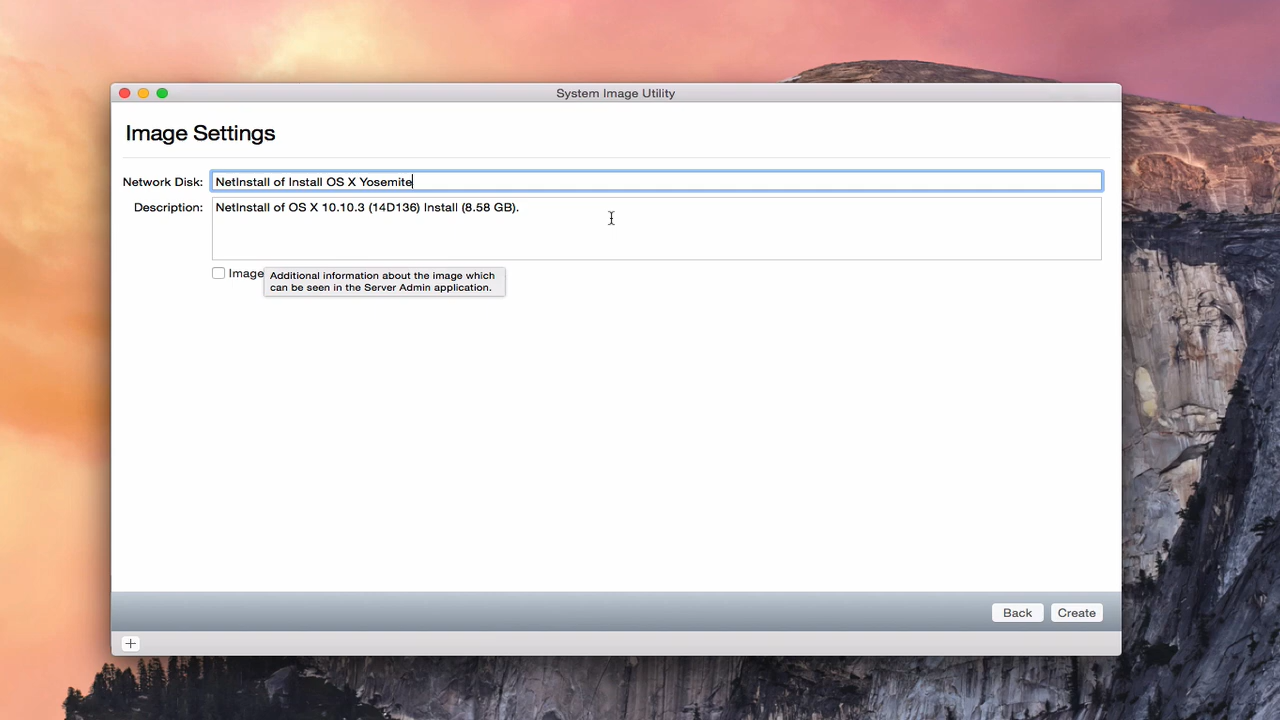 System Image Utility
Image Settings
Network Disk: NetInstall of Install OS X Yosemite
Description: NetInstall of OS X 10.10.3 (14D136) Install (8.58 GB).
Image
Additional information about the image which
can be seen in the Server Admin application.
Back Create